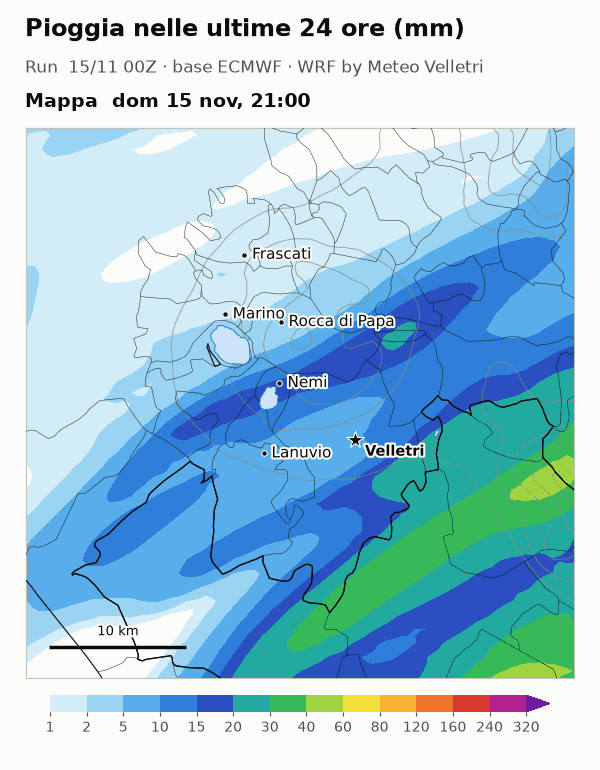 Pioggia nelle ultime 24 ore (mm)
Run  15/11 00Z · base ECMWF · WRF by Meteo Velletri
Mappa  dom 15 nov, 21:00
Frascati
Marino
Rocca di Papa
Nemi
Velletri
Lanuvio
10 km
1 2 5 10 15 20 30 40 60 80 120 160 240 320